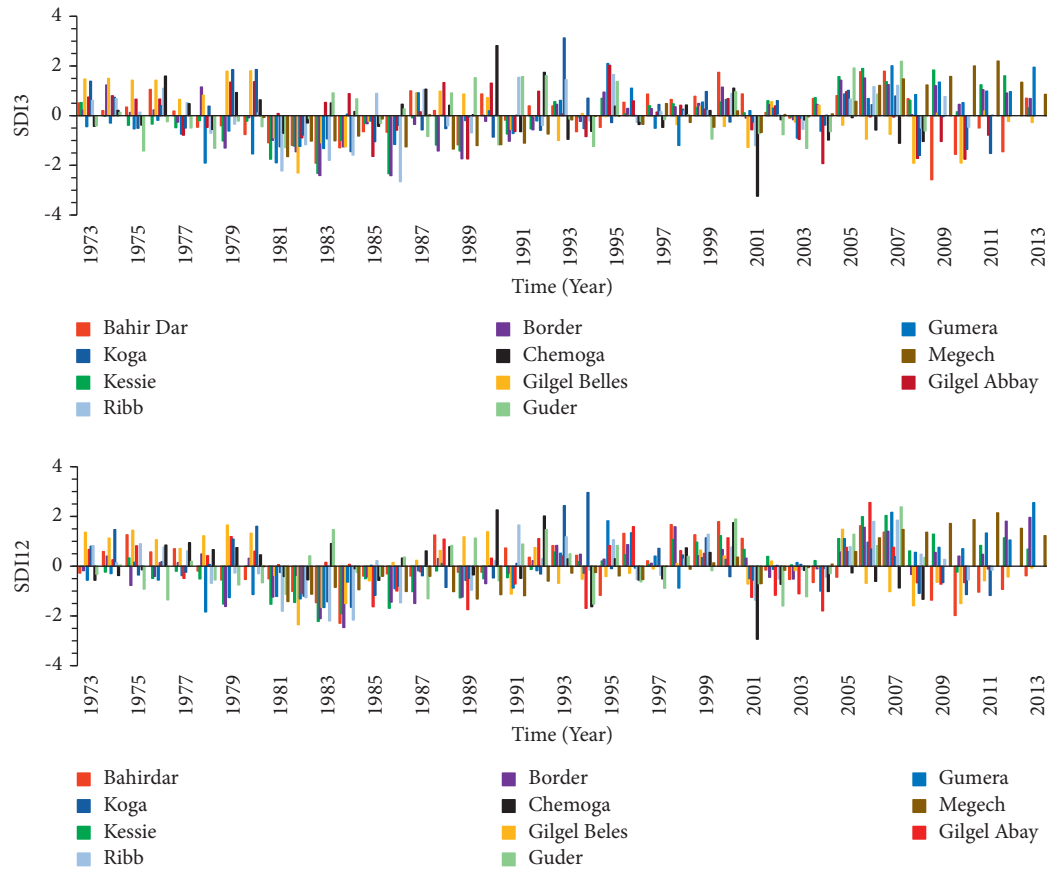 SDI3
4
2
0
-2
-4
1973 1975 1977 1979 1981 1983 1985 1987 1989 1991 1993 1995 1997 1999 2001 2003 2005 2007 2009 2011 2013
Time (Year)
Bahir Dar Border Gumera
Koga Chemoga Megech
Kessie Gilgel Belles Gilgel Abbay
Ribb Guder
SDI12
4
2
0
-2
-4
1973 1975 1977 1979 1981 1983 1985 1987 1989 1991 1993 1995 1997 1999 2001 2003 2005 2007 2009 2011 2013
Time (Year)
Bahirdar Border Gumera
Koga Chemoga Megech
Kessie Gilgel Beles Gilgel Abay
Ribb Guder